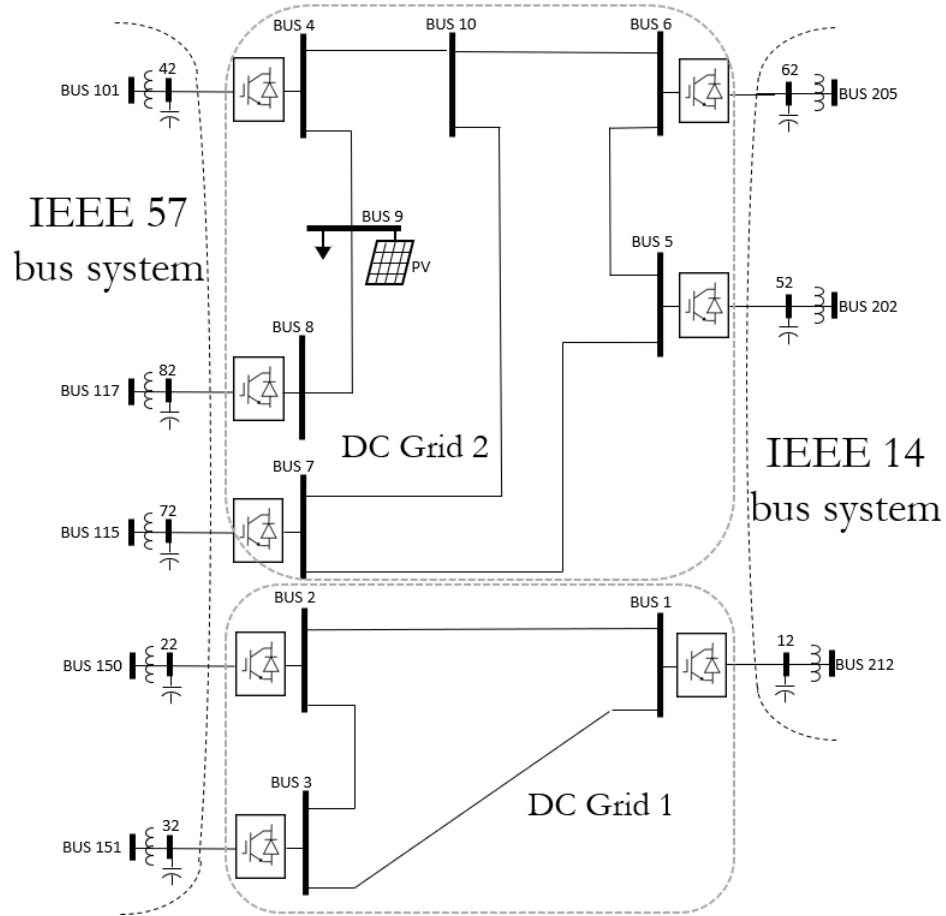 BUS 4
BUS 10
BUS 6
BUS 101
42
62
BUS 205
IEEE 57
bus system
BUS 9
PV
BUS 5
52
BUS 202
BUS 8
82
BUS 117
DC Grid 2
IEEE 14
bus system
BUS 7
72
BUS 115
BUS 2
BUS 1
22
12
BUS 150
BUS 212
BUS 3
DC Grid 1
32
BUS 151